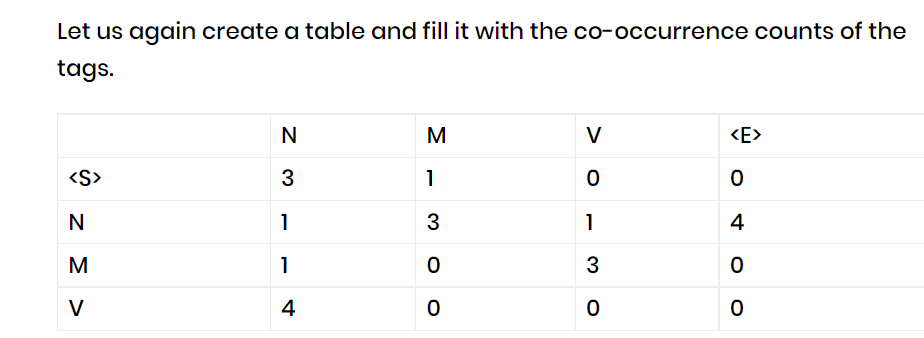 Let us again create a table and fill it with the co-occurrence counts of the
tags.
N M V <E>
<S> 3 1 0 0
N 1 3 1 4
M 1 0 3 0
V 4 0 0 0